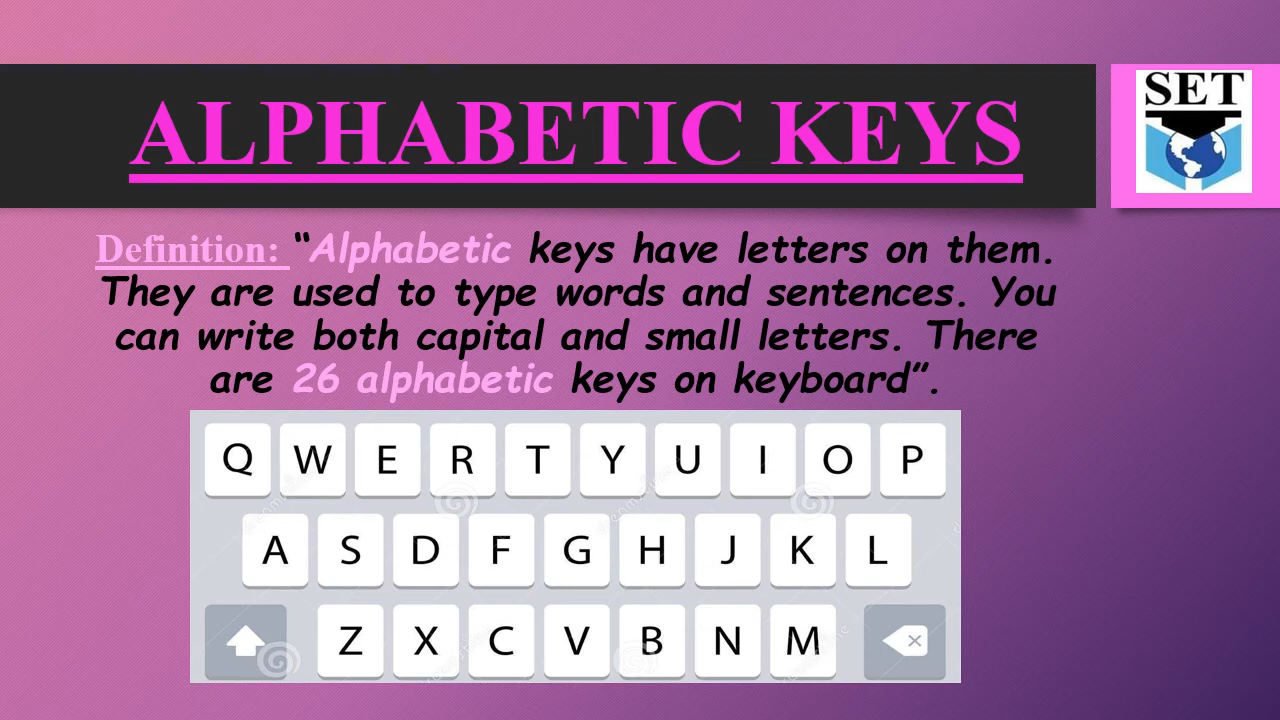 ALPHABETIC KEYS
SET
Definition: “Alphabetic keys have letters on them.
They are used to type words and sentences. You
can write both capital and small letters. There
are 26 alphabetic keys on keyboard”.
Q W E R T Y U I O P
A S D F G H J K L
Z X C V B N M